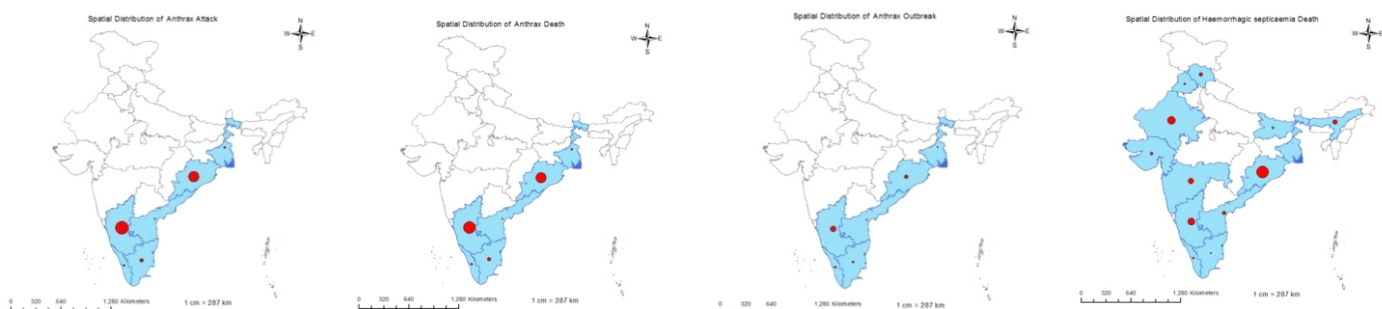 Spatial Distribution of Anthrax Attack
N
W E
S
0 320 640 1,280 Kilometers
1 cm = 287 km
Spatial Distribution of Anthrax Death
N
W E
S
0 320 640 1,280 Kilometers
1 cm = 287 km
Spatial Distribution of Anthrax Outbreak
N
W E
S
0 320 640 1,280 Kilometers
1 cm = 287 km
Spatial Distribution of Haemorrhagic septicaemia Death
N
W E
S
0 320 640 1,280 Kilometers
1 cm = 287 km